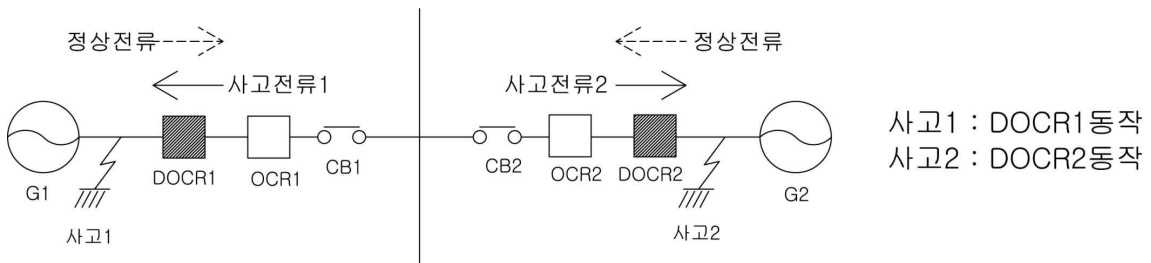 정상전류
정상전류
사고전류1
사고전류2
사고1 : DOCR1동작
사고2 : DOCR2동작
G1
DOCR1
OCR1
CB1
CB2
OCR2
DOCR2
G2
사고1
사고2